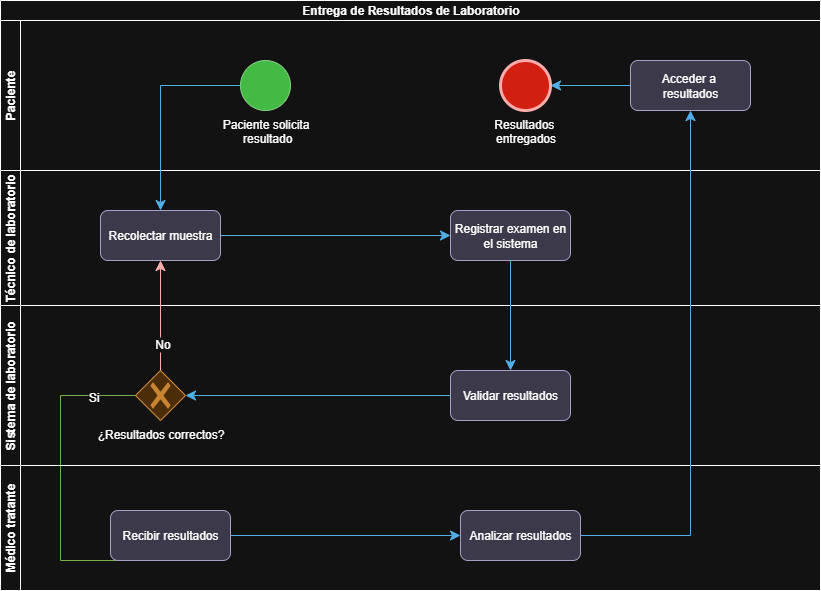 Entrega de Resultados de Laboratorio
Paciente
Paciente solicita
resultado
Resultados
entregados
Acceder a
resultados
Técnico de laboratorio
Recolectar muestra
Registrar examen en
el sistema
Sistema de laboratorio
No
Si
¿Resultados correctos?
Validar resultados
Médico tratante
Recibir resultados
Analizar resultados